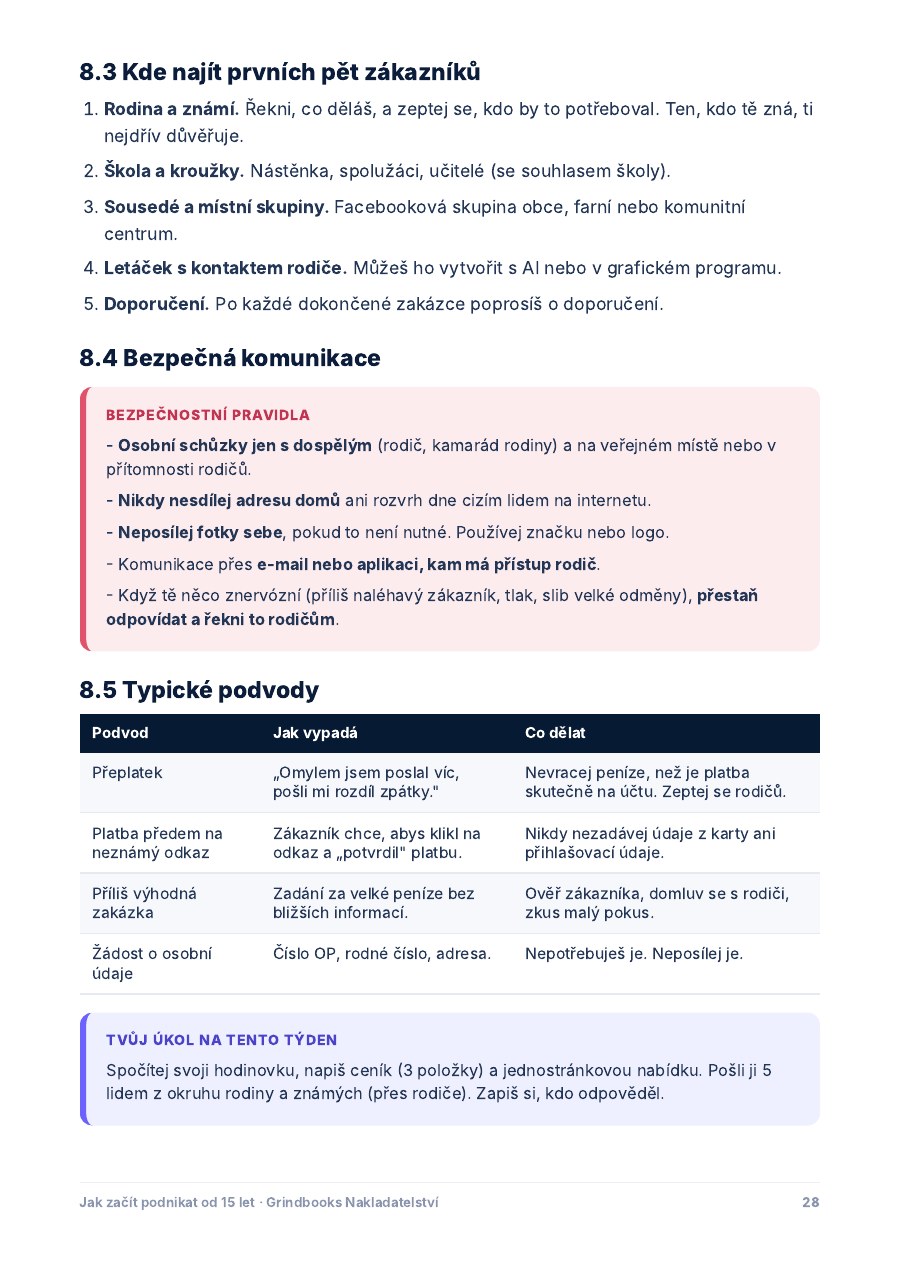 8.3 Kde najít prvních pět zákazníků
1. Rodina a známí. Řekni, co děláš, a zeptej se, kdo by to potřeboval. Ten, kdo tě zná, ti
nejdřív důvěřuje.
2. Škola a kroužky. Nástěnka, spolužáci, učitelé (se souhlasem školy).
3. Sousedé a místní skupiny. Facebooková skupina obce, farní nebo komunitní
centrum.
4. Letáček s kontaktem rodiče. Můžeš ho vytvořit s AI nebo v grafickém programu.
5. Doporučení. Po každé dokončené zakázce poprosíš o doporučení.
8.4 Bezpečná komunikace
BEZPEČNOSTNÍ PRAVIDLA
- Osobní schůzky jen s dospělým (rodič, kamarád rodiny) a na veřejném místě nebo v
přítomnosti rodičů.
- Nikdy nesdílej adresu domů ani rozvrh dne cizím lidem na internetu.
- Neposílej fotky sebe, pokud to není nutné. Používej značku nebo logo.
- Komunikace přes e-mail nebo aplikaci, kam má přístup rodič.
- Když tě něco znervózní (příliš naléhavý zákazník, tlak, slib velké odměny), přestaň
odpovídat a řekni to rodičům.
8.5 Typické podvody
Podvod Jak vypadá Co dělat
Přeplatek „Omylem jsem poslal víc, Nevracej peníze, než je platba
pošli mi rozdíl zpátky." skutečně na účtu. Zeptej se rodičů.
Platba předem na Zákazník chce, abys klikl na Nikdy nezadávej údaje z karty ani
neznámý odkaz odkaz a „potvrdil" platbu. přihlašovací údaje.
Příliš výhodná Zadání za velké peníze bez Ověř zákazníka, domluv se s rodiči,
zakázka bližších informací. zkus malý pokus.
Žádost o osobní Číslo OP, rodné číslo, adresa. Nepotřebuješ je. Neposílej je.
údaje
TVŮJ ÚKOL NA TENTO TÝDEN
Spočítej svoji hodinovku, napiš ceník (3 položky) a jednostránkovou nabídku. Pošli ji 5
lidem z okruhu rodiny a známých (přes rodiče). Zapiš si, kdo odpověděl.
Jak začít podnikat od 15 let · Grindbooks Nakladatelství 28